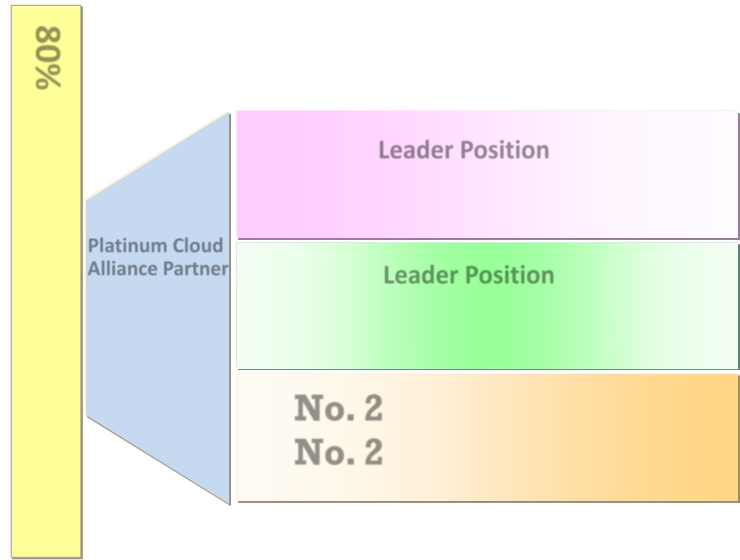 80%
Platinum Cloud
Alliance Partner
Leader Position
Leader Position
No. 2
No. 2